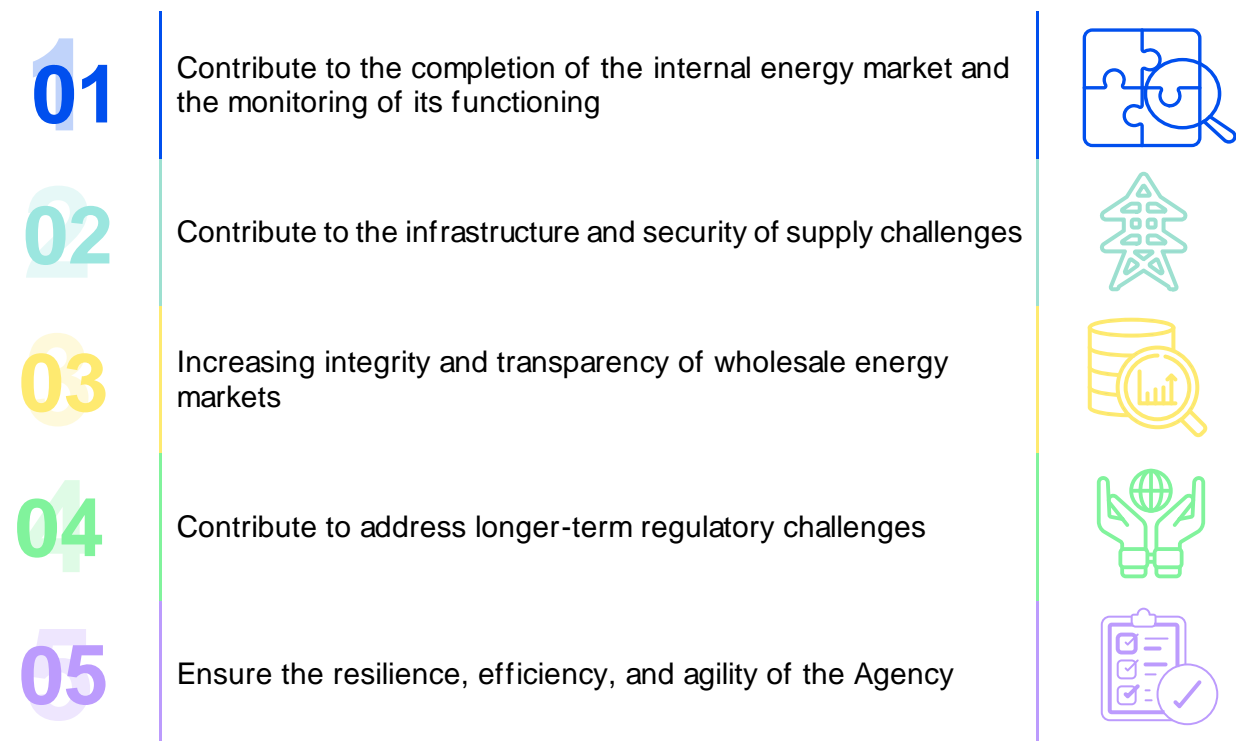 01
Contribute to the completion of the internal energy market and
the monitoring of its functioning
02
Contribute to the infrastructure and security of supply challenges
03
Increasing integrity and transparency of wholesale energy
markets
04
Contribute to address longer-term regulatory challenges
05
Ensure the resilience, efficiency, and agility of the Agency